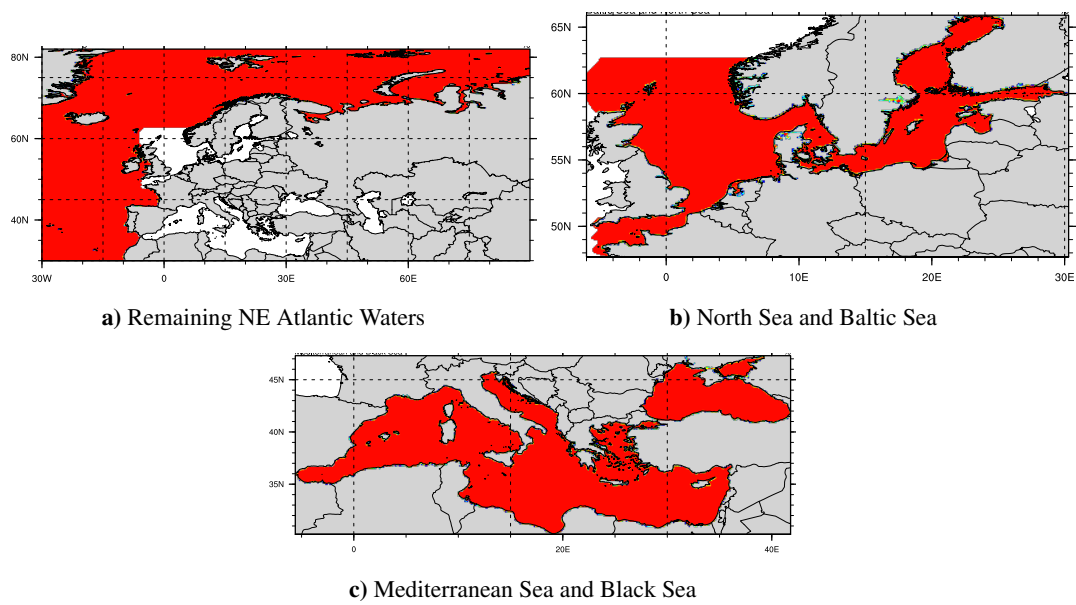 80N
60N
40N
30W 0 30E 60E
a) Remaining NE Atlantic Waters
65N
60N
55N
50N
0 10E 20E 30E
b) North Sea and Baltic Sea
45N
40N
35N
0 20E 40E
c) Mediterranean Sea and Black Sea